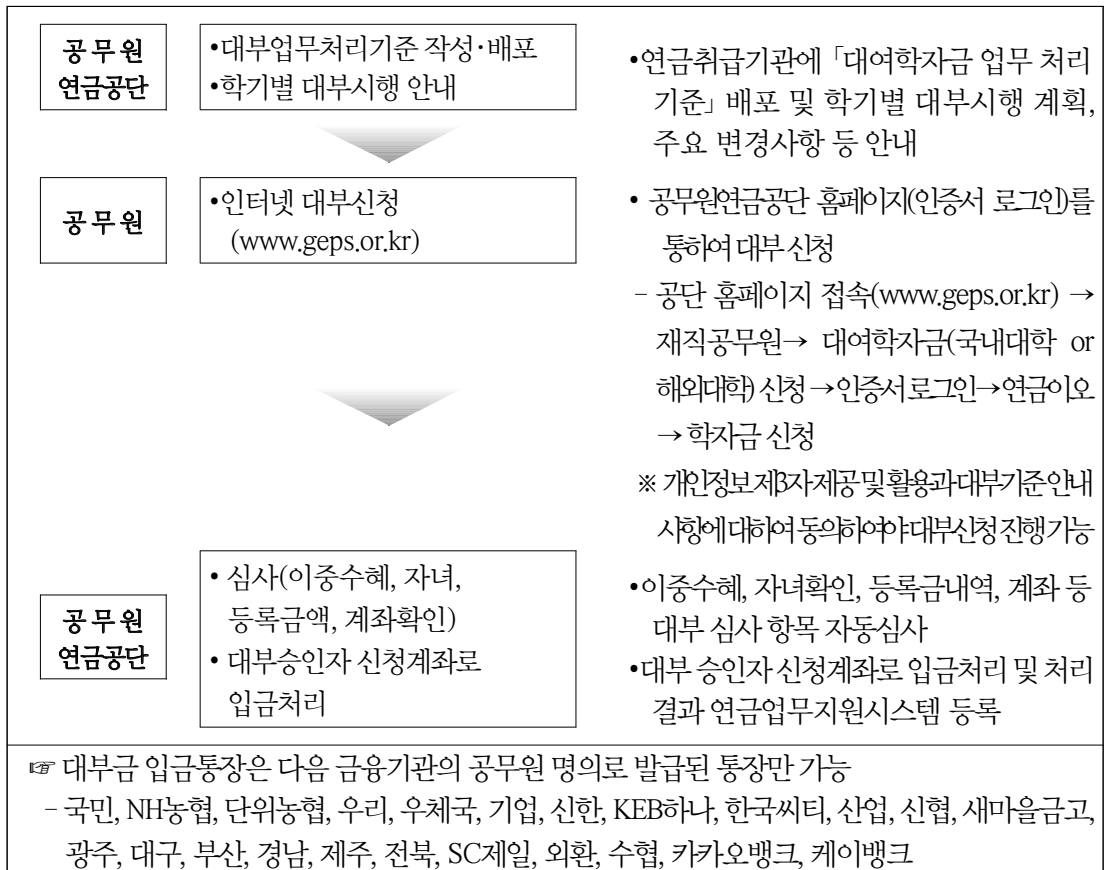 공 무 원
연금공단
•대부업무처리기준 작성·배포
•학기별 대부시행 안내
•연금취급기관에 「대여학자금 업무 처리
기준」 배포 및 학기별 대부시행 계획,
주요 변경사항 등 안내
공 무 원
•인터넷 대부신청
(www.geps.or.kr)
• 공무원연금공단 홈페이지(인증서 로그인)를
통하여 대부 신청
- 공단 홈페이지 접속(www.geps.or.kr) →
재직공무원→ 대여학자금(국내대학 or
해외대학) 신청 →인증서 로그인→연금이오
→ 학자금 신청
※ 개인정보 제3자 제공 및 활용과 대부기준 안내
사항에 대하여 동의하여야 대부신청 진행 가능
공 무 원
연금공단
• 심사(이중수혜, 자녀,
등록금액, 계좌확인)
• 대부승인자 신청계좌로
입금처리
•이중수혜, 자녀확인, 등록금내역, 계좌 등
대부 심사 항목 자동심사
•대부 승인자 신청계좌로 입금처리 및 처리
결과 연금업무지원시스템 등록
☞ 대부금 입금통장은 다음 금융기관의 공무원 명의로 발급된 통장만 가능
- 국민, NH농협, 단위농협, 우리, 우체국, 기업, 신한, KEB하나, 한국씨티, 산업, 신협, 새마을금고,
광주, 대구, 부산, 경남, 제주, 전북, SC제일, 외환, 수협, 카카오뱅크, 케이뱅크